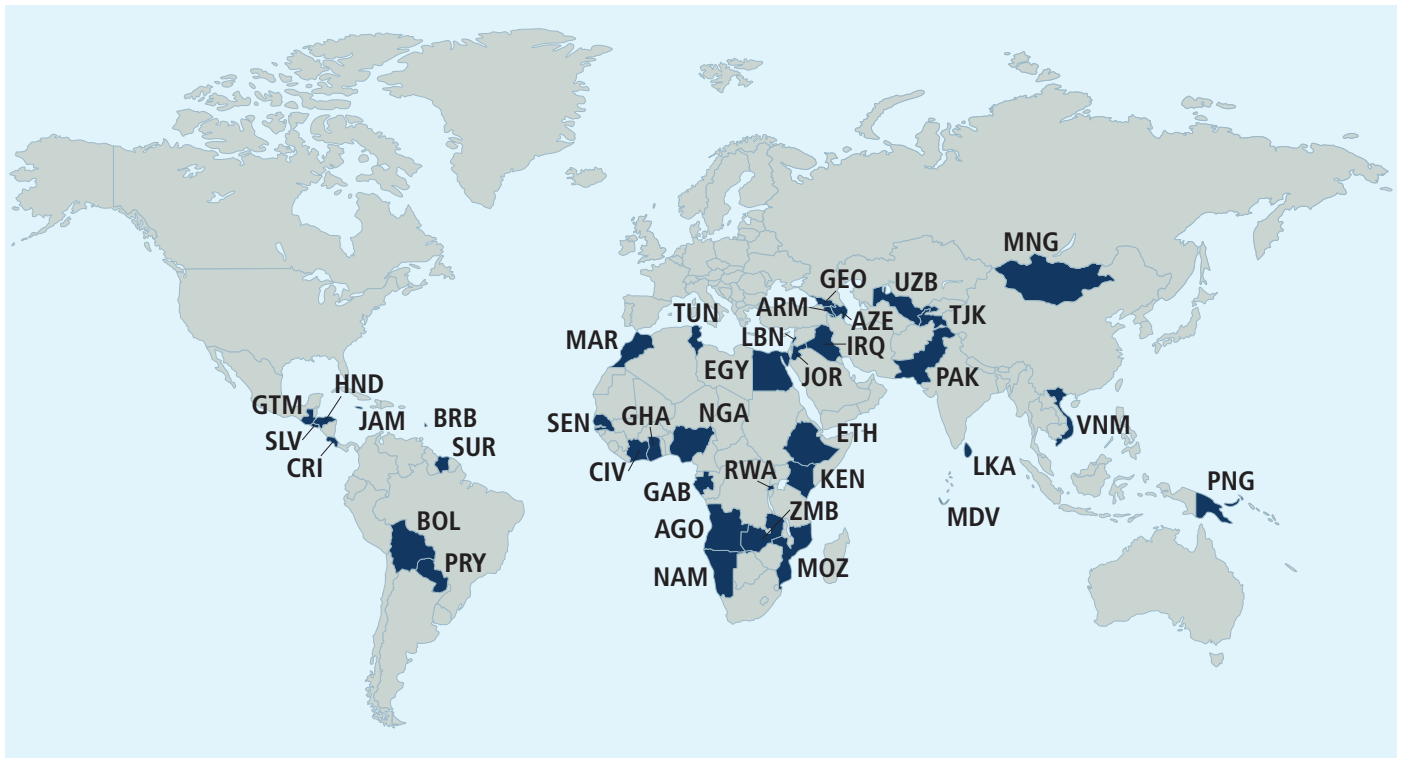 MNG
GEO
UZB
ARM
AZE
TJK
TUN
MAR
LBN
IRQ
EGY
JOR
PAK
HND
GTM
JAM
BRB
SLV
SUR
CRI
SEN
GHA
NGA
ETH
VNM
CIV
RWA
KEN
LKA
GAB
PNG
ZMB
MDV
BOL
AGO
PRY
NAM
MOZ